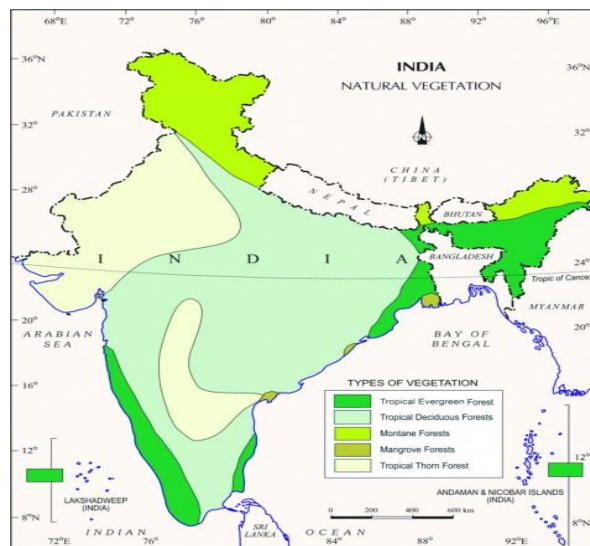 68°E 72° 76° 80° 84° 88° 92° 96°E
36°N
36°N
INDIA
NATURAL VEGETATION
PAKISTAN
32°
32°
N
CHINA
(TIBET)
28°
28°
NEPAL
BHUTAN
I N D I A
BANGLADESH
24°
24°
Tropic of Cancer
MYANMAR
ARABIAN
SEA
20°
20°
BAY OF
BENGAL
16°
16°
TYPES OF VEGETATION
Tropical Evergreen Forest
Tropical Deciduous Forests
Montane Forests
Mangrove Forests
Tropical Thorn Forest
12°
12°
LAKSHADWEEP
(INDIA)
ANDAMAN & NICOBAR ISLANDS
(INDIA)
0 200 400 600 km
8°N
8°N
INDIAN OCEAN
SRI
LANKA
72°E 76° 84° 88° 92°E